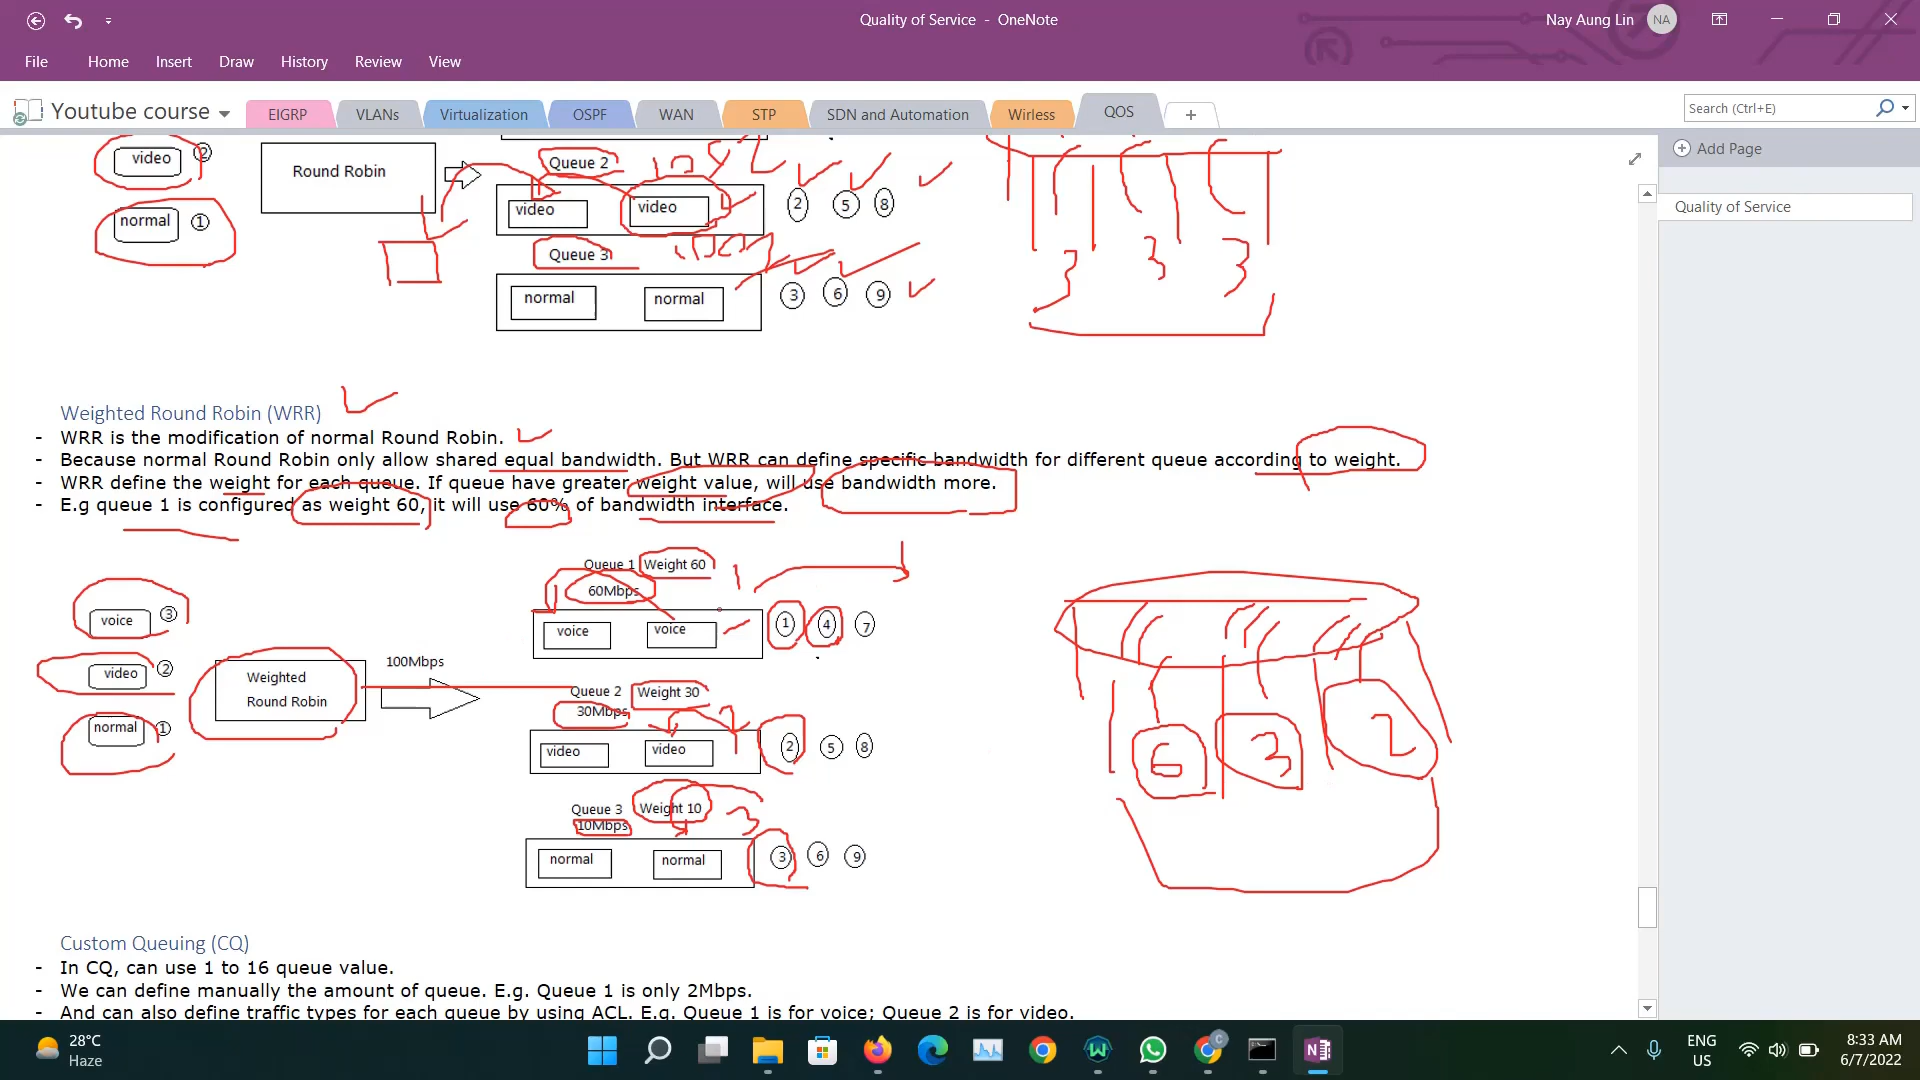 Quality of Service - OneNote
Nay Aung Lin
NA
File Home Insert Draw History Review View
Youtube course
EIGRP VLANs Virtualization OSPF WAN STP SDN and Automation Wirless QOS +
Search (Ctrl+E)
Add Page
Quality of Service
video 2
normal 1
Round Robin
Queue 2
video video
2 5 8
Queue 3
normal normal
3 6 9
3 3 3
Weighted Round Robin (WRR)
- WRR is the modification of normal Round Robin.
- Because normal Round Robin only allow shared equal bandwidth. But WRR can define specific bandwidth for different queue according to weight.
- WRR define the weight for each queue. If queue have greater weight value, will use bandwidth more.
- E.g queue 1 is configured as weight 60, it will use 60% of bandwidth interface.
voice 3
video 2
normal 1
Weighted
Round Robin
100Mbps
Queue 1 Weight 60
60Mbps
voice voice
1 4 7
Queue 2 Weight 30
30Mbps
video video
2 5 8
Queue 3 Weight 10
10Mbps
normal normal
3 6 9
6 3 2
Custom Queuing (CQ)
- In CQ, can use 1 to 16 queue value.
- We can define manually the amount of queue. E.g. Queue 1 is only 2Mbps.
- And can also define traffic types for each queue by using ACL. E.g. Queue 1 is for voice; Queue 2 is for video.
28°C
Haze
ENG
US
8:33 AM
6/7/2022